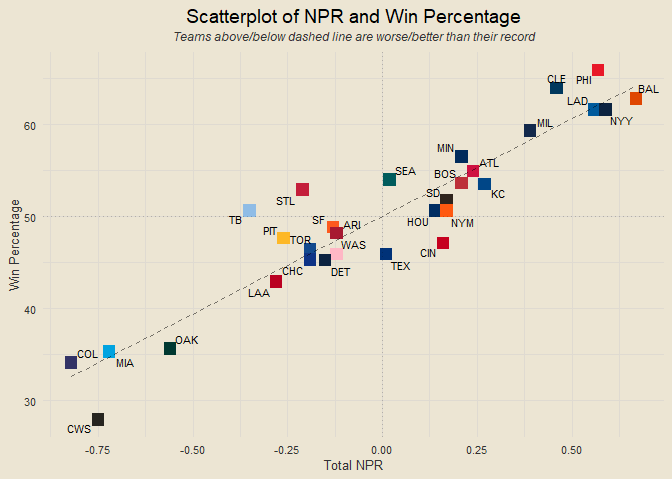 Scatterplot of NPR and Win Percentage
Teams above/below dashed line are worse/better than their record
PHI
CLE
BAL
LAD
60
MIL
NYY
MIN
ATL
SEA
BOS
KC
STL
SD
TB
SF
ARI
HOU
NYM
50
PIT
TOR
WAS
CIN
CHC
DET
TEX
LAA
40
OAK
COL
MIA
30
CWS
Win Percentage
-0.75
-0.50
-0.25
0.00
0.25
0.50
Total NPR